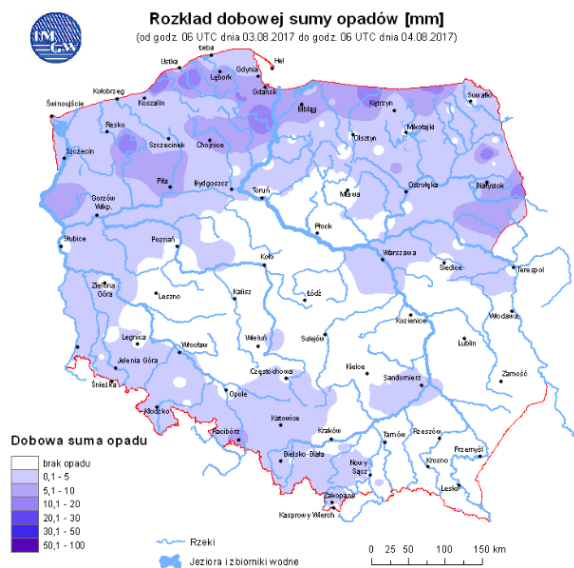 IM
GW
Rozkład dobowej sumy opadów [mm]
(od godz. 06 UTC dnia 03.08.2017 do godz. 06 UTC dnia 04.08.2017)
Łeba
Ustka
Hel
Lębork
Gdynia
Gdańsk
Kołobrzeg
Koszalin
Elbląg
Kętrzyn
Suwałki
Świnoujście
Resko
Szczecinek
Chojnice
Olsztyn
Mikołajki
Szczecin
Piła
Bydgoszcz
Toruń
Mława
Ostrołęka
Białystok
Gorzów
Wlkp.
Płock
Słubice
Poznań
Koło
Warszawa
Siedlce
Terespol
Zielona
Góra
Leszno
Kalisz
Łódź
Kozienice
Włodawa
Legnica
Wrocław
Wieluń
Sulejów
Lublin
Jelenia Góra
Śnieżka
Częstochowa
Kielce
Sandomierz
Zamość
Kłodzko
Opole
Katowice
Racibórz
Kraków
Tarnów
Rzeszów
Bielsko-Biała
Nowy
Sącz
Krosno
Przemyśl
Lesko
Zakopane
Kasprowy Wierch
Dobowa suma opadu
brak opadu
0,1 - 5
5,1 - 10
10,1 - 20
20,1 - 30
30,1 - 50
50,1 - 100
Rzeki
Jeziora i zbiorniki wodne
0 25 50 100 150 km